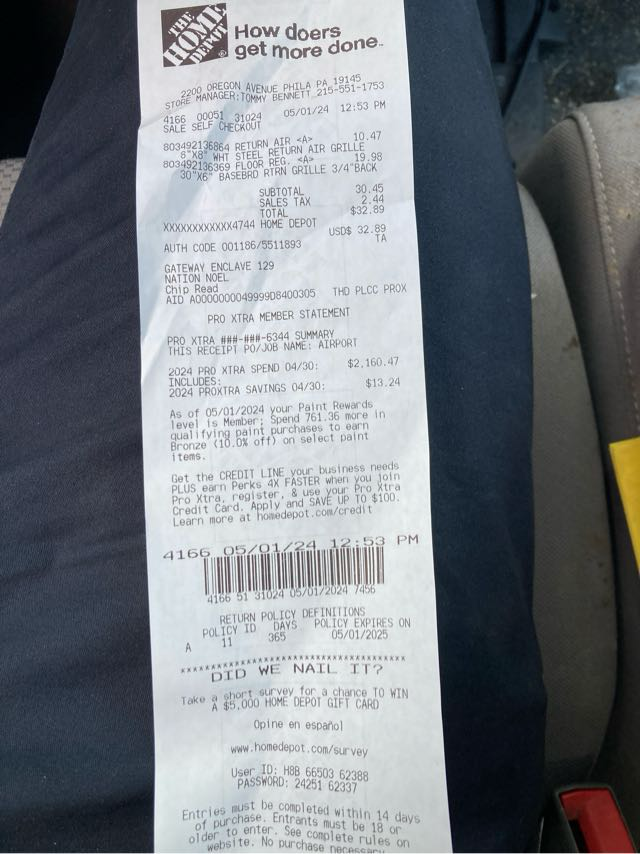 THE
HOME
DEPOT
How doers
get more done™
2200 OREGON AVENUE PHILA PA 19145
STORE MANAGER:TOMMY BENNETT 215-551-1753
4166 00051 31024 05/01/24 12:53 PM
SALE SELF CHECKOUT
803492136864 RETURN AIR <A> 10.47
6"X8" WHT STEEL RETURN AIR GRILLE
803492136369 FLOOR REG. <A> 19.98
30"X6" BASEBRD RTRN GRILLE 3/4"BACK
SUBTOTAL 30.45
SALES TAX 2.44
TOTAL $32.89
XXXXXXXXXXXX4744 HOME DEPOT
USD$ 32.89
AUTH CODE 001186/5511893 TA
GATEWAY ENCLAVE 129
NATION NOEL
Chip Read
AID A0000000049999D8400305 THD PLCC PROX
PRO XTRA MEMBER STATEMENT
PRO XTRA ###-###-6344 SUMMARY
THIS RECEIPT PO/JOB NAME: AIRPORT
2024 PRO XTRA SPEND 04/30: $2,160.47
INCLUDES:
2024 PROXTRA SAVINGS 04/30: $13.24
As of 05/01/2024 your Paint Rewards
level is Member; Spend 761.36 more in
qualifying paint purchases to earn
Bronze (10.0% off) on select paint
items.
Get the CREDIT LINE your business needs
PLUS earn Perks 4X FASTER when you join
Pro Xtra, register, & use your Pro Xtra
Credit Card. Apply and SAVE UP TO $100.
Learn more at homedepot.com/credit
4166 05/01/24 12:53 PM
4166 51 31024 05/01/2024 7456
RETURN POLICY DEFINITIONS
POLICY ID DAYS POLICY EXPIRES ON
A 11 365 05/01/2025
DID WE NAIL IT?
Take a short survey for a chance TO WIN
A $5,000 HOME DEPOT GIFT CARD
Opine en español
www.homedepot.com/survey
User ID: H8B 66503 62388
PASSWORD: 24251 62337
Entries must be completed within 14 days
of purchase. Entrants must be 18 or
older to enter. See complete rules on
website. No purchase necessary